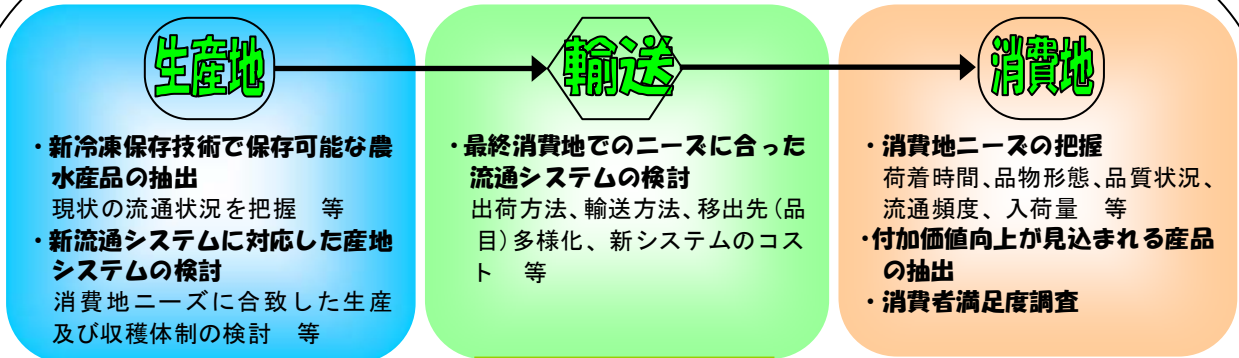 生産地
・新冷凍保存技術で保存可能な農
水産品の抽出
現状の流通状況を把握　等
・新流通システムに対応した産地
システムの検討
消費地ニーズに合致した生産
及び収穫体制の検討　等
輸送
・最終消費地でのニーズに合った
流通システムの検討
出荷方法、輸送方法、移出先(品
目)多様化、新システムのコス
ト　等
消費地
・消費地ニーズの把握
荷着時間、品物形態、品質状況、
流通頻度、入荷量　等
・付加価値向上が見込まれる産品
の抽出
・消費者満足度調査